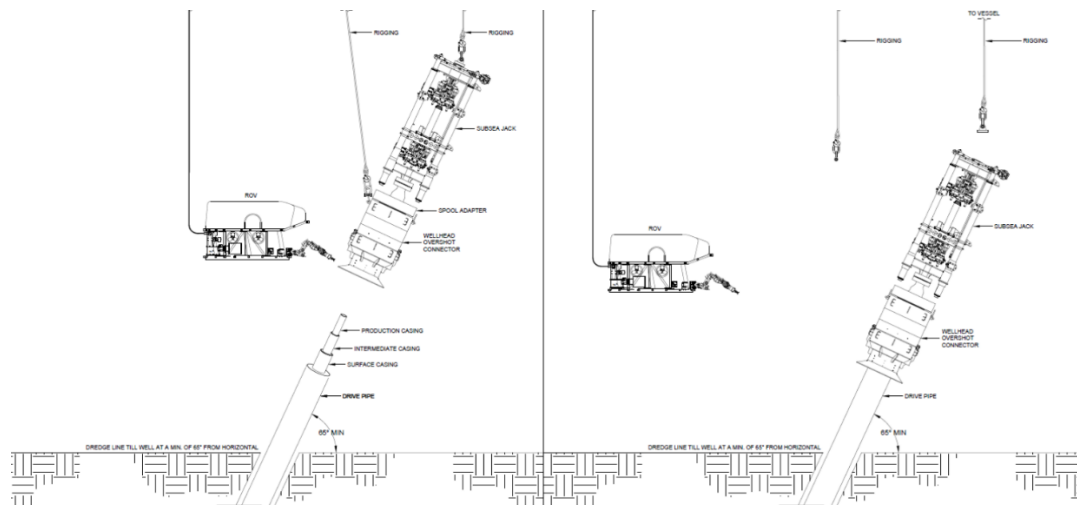 RIGGING
RIGGING
SUBSEA JACK
ROV
SPOOL ADAPTER
WELLHEAD
OVERSHOT
CONNECTOR
PRODUCTION CASING
INTERMEDIATE CASING
SURFACE CASING
DRIVE PIPE
65° MIN
DREDGE LINE TILL WELL AT A MIN. OF 65° FROM HORIZONTAL
TO VESSEL
RIGGING
RIGGING
SUBSEA JACK
ROV
WELLHEAD
OVERSHOT
CONNECTOR
DRIVE PIPE
65° MIN
DREDGE LINE TILL WELL AT A MIN. OF 65° FROM HORIZONTAL